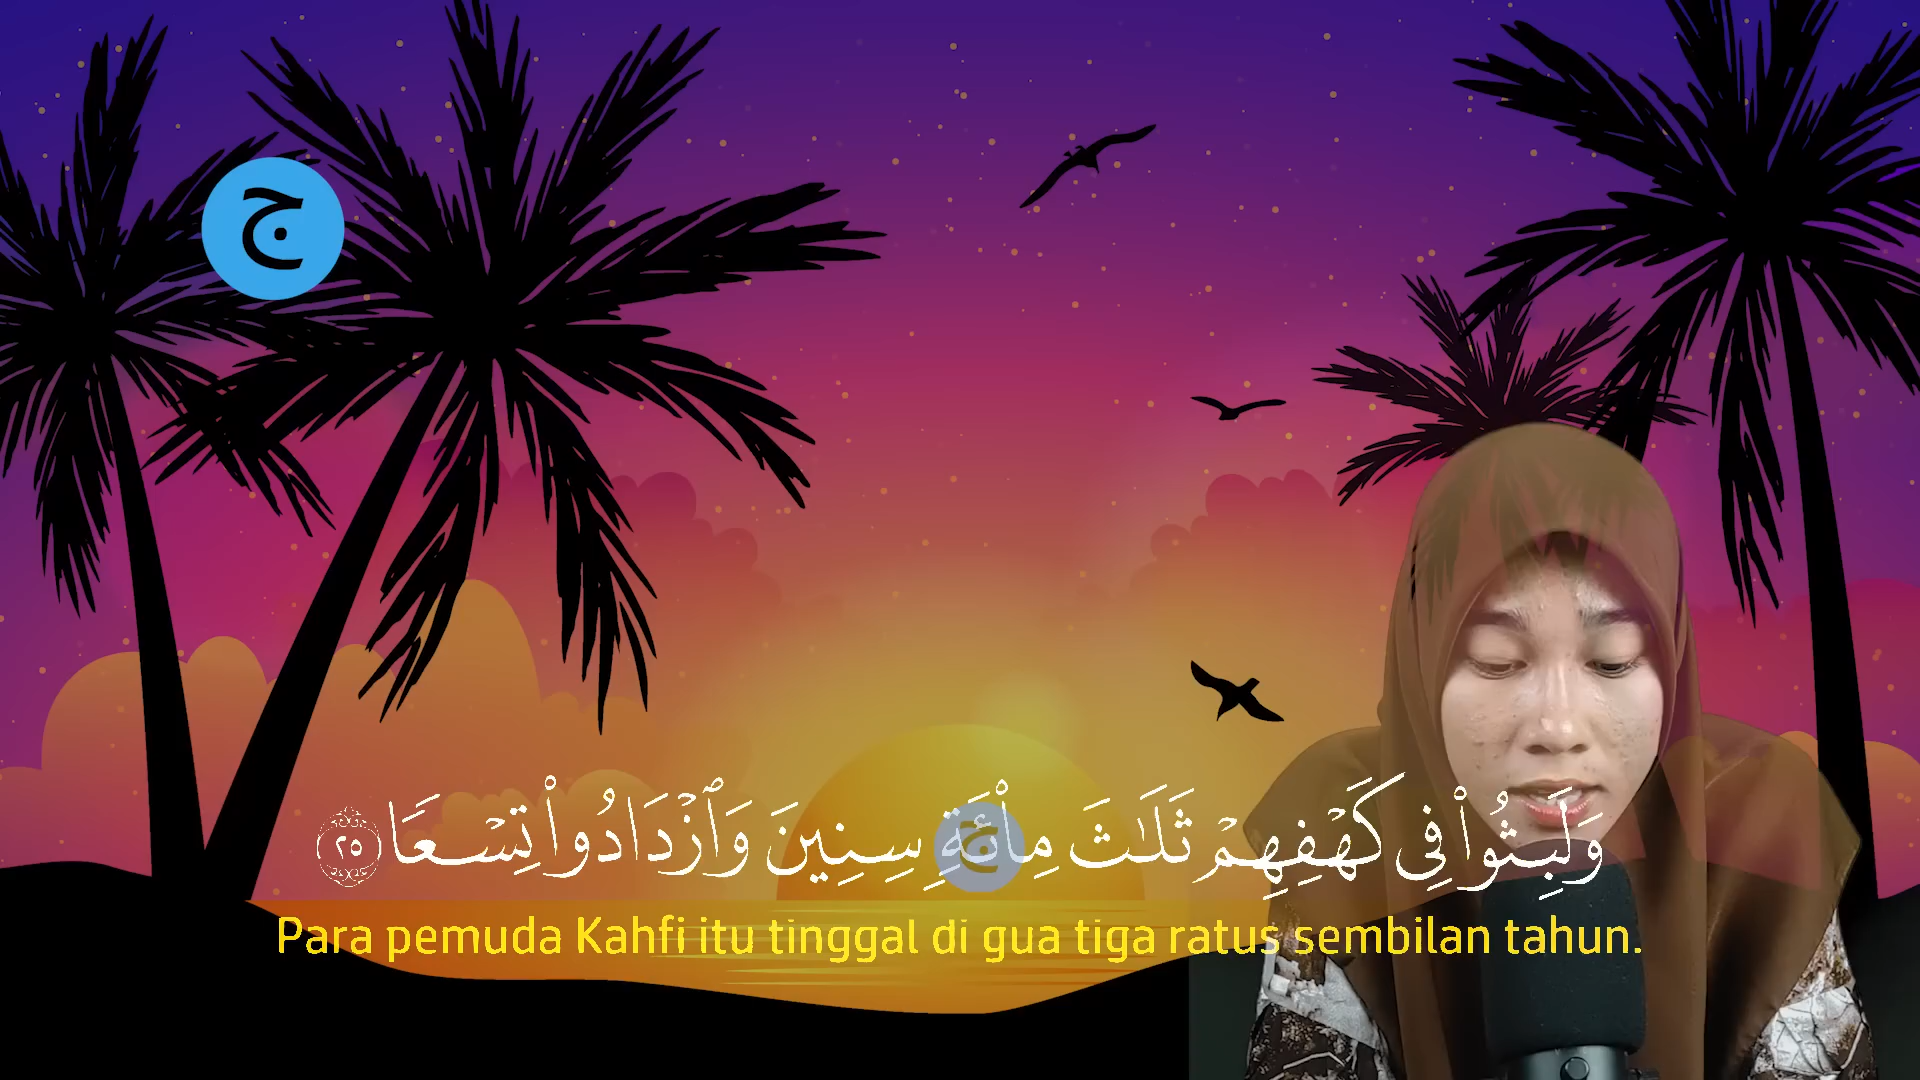 ج
وَلَبِثُوا۟ فِى كَهْفِهِمْ ثَلَـٰثَ مِا۟ئَةٍ سِنِينَ وَٱزْدَادُوا۟ تِسْعًا ٢٥
ج
Para pemuda Kahfi itu tinggal di gua tiga ratus sembilan tahun.